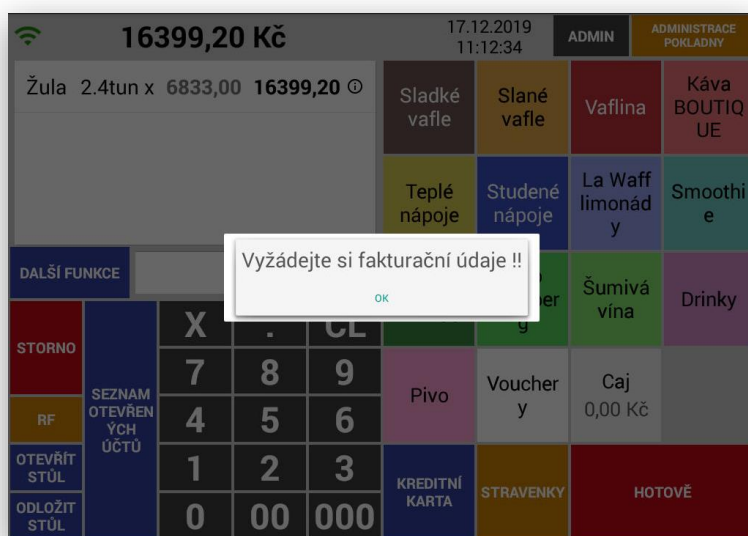 16399,20 Kč
17.12.2019
11:12:34
ADMIN
ADMINISTRACE
POKLADNY
Žula 2.4tun x 6833,00 16399,20
Sladké
vafle
Slané
vafle
Vaflina
Káva
BOUTIQ
UE
Teplé
nápoje
Studené
nápoje
La Waff
limonád
y
Smoothi
e
Vyžádejte si fakturační údaje !!
OK
DALŠÍ FUNKCE
Šumivá
vína
Drinky
STORNO
RF
OTEVŘÍT
STŮL
ODLOŽIT
STŮL
SEZNAM
OTEVŘEN
ÝCH
ÚČTŮ
X . CL
7 8 9
4 5 6
1 2 3
0 00 000
Pivo
Voucher
y
Caj
0,00 Kč
KREDITNÍ
KARTA
STRAVENKY
HOTOVĚ